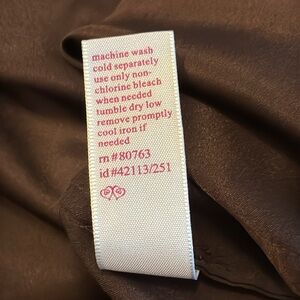 machine wash
cold separately
use only non-
chlorine bleach
when needed
tumble dry low
remove promptly
cool iron if
needed
rn#80763
id#42113/251